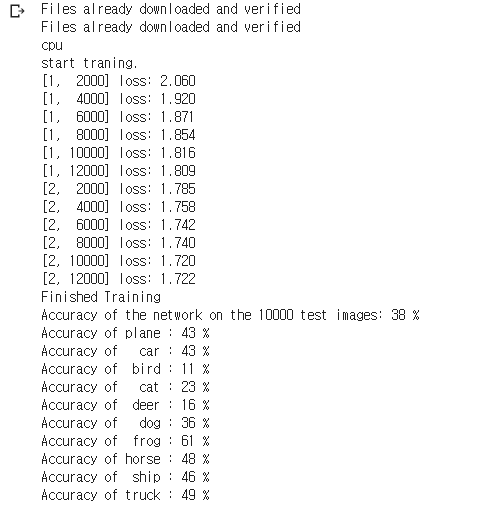 Files already downloaded and verified
Files already downloaded and verified
cpu
start traning.
[1,  2000] loss: 2.060
[1,  4000] loss: 1.920
[1,  6000] loss: 1.871
[1,  8000] loss: 1.854
[1, 10000] loss: 1.816
[1, 12000] loss: 1.809
[2,  2000] loss: 1.785
[2,  4000] loss: 1.758
[2,  6000] loss: 1.742
[2,  8000] loss: 1.740
[2, 10000] loss: 1.720
[2, 12000] loss: 1.722
Finished Training
Accuracy of the network on the 10000 test images: 38 %
Accuracy of plane : 43 %
Accuracy of   car : 43 %
Accuracy of  bird : 11 %
Accuracy of   cat : 23 %
Accuracy of  deer : 16 %
Accuracy of   dog : 36 %
Accuracy of  frog : 61 %
Accuracy of horse : 48 %
Accuracy of  ship : 46 %
Accuracy of truck : 49 %